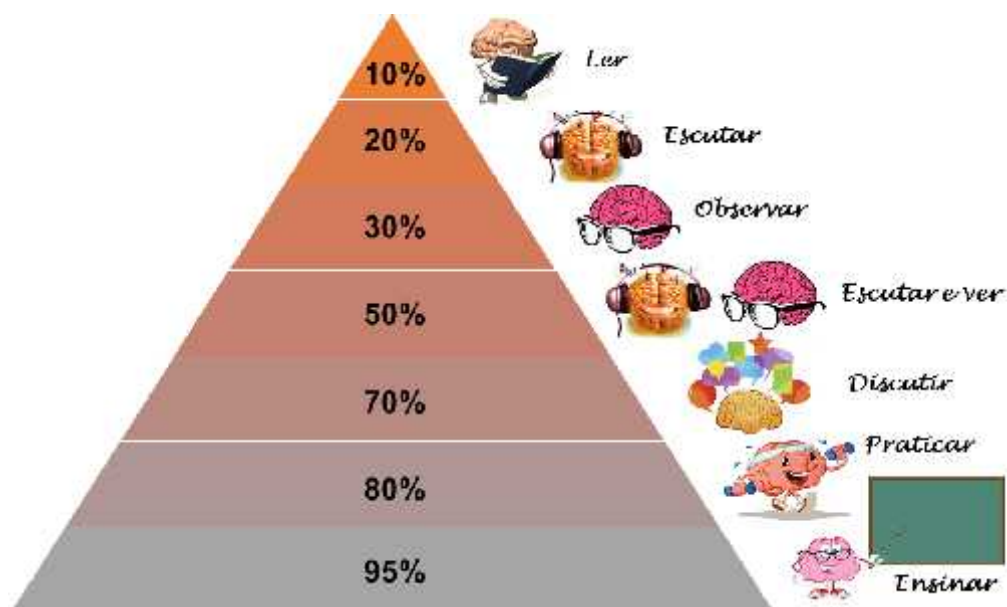 10%
Ler
20%
Escutar
30%
Observar
50%
Escutar e ver
70%
Discutir
80%
Praticar
95%
Ensinar